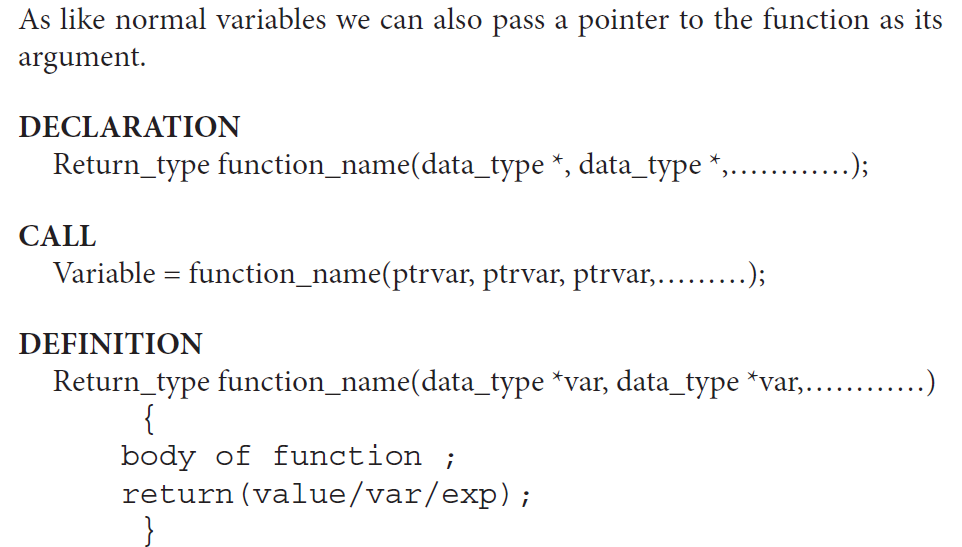 As like normal variables we can also pass a pointer to the function as its
argument.
DECLARATION
Return_type function_name(data_type *, data_type *,............);
CALL
Variable = function_name(ptrvar, ptrvar, ptrvar,.........);
DEFINITION
Return_type function_name(data_type *var, data_type *var,............)
{
body of function ;
return(value/var/exp);
}